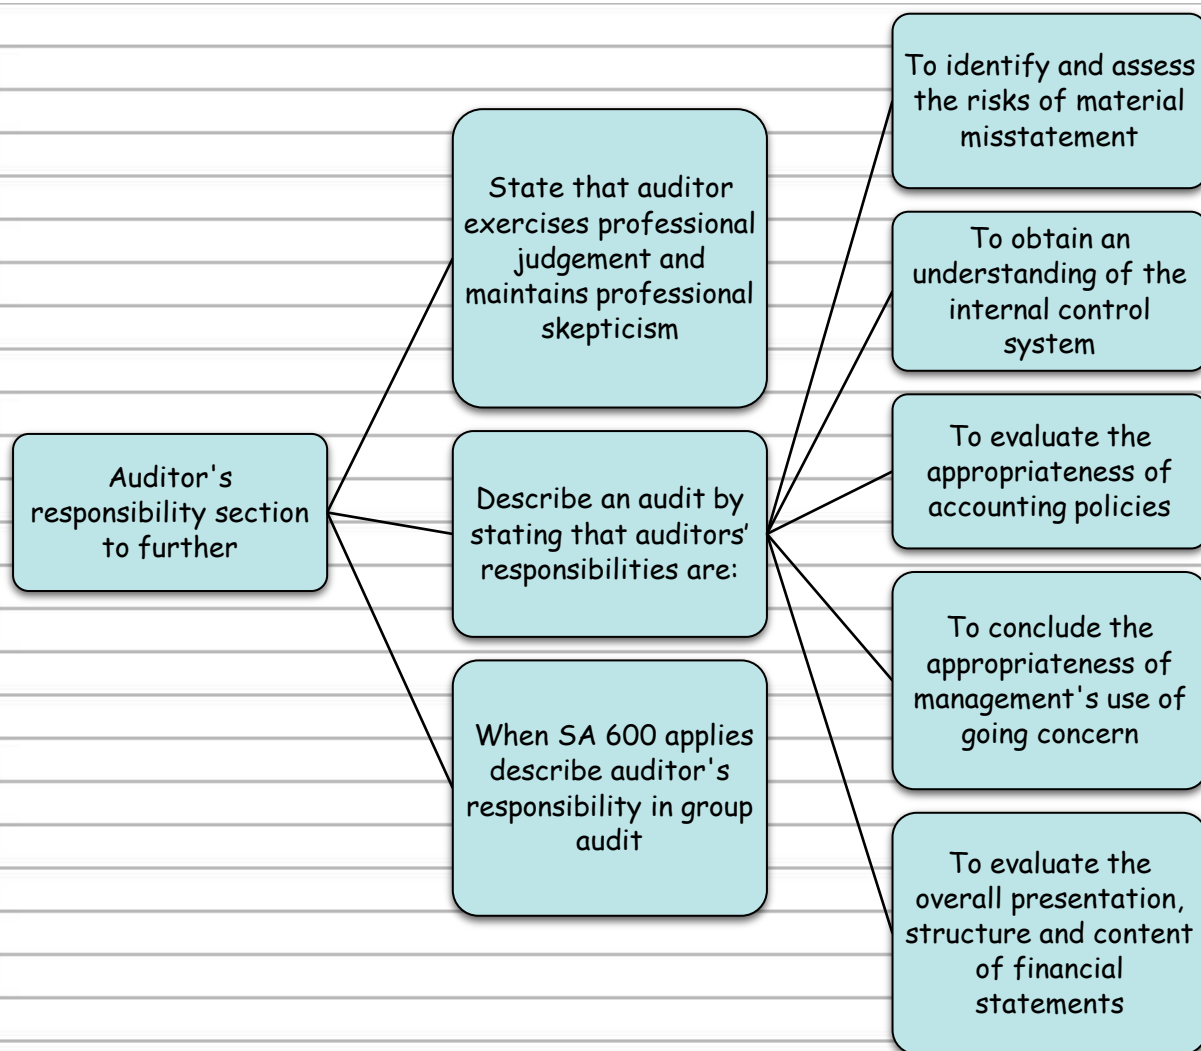 Auditor's
responsibility section
to further
State that auditor
exercises professional
judgement and
maintains professional
skepticism
Describe an audit by
stating that auditors’
responsibilities are:
When SA 600 applies
describe auditor's
responsibility in group
audit
To identify and assess
the risks of material
misstatement
To obtain an
understanding of the
internal control
system
To evaluate the
appropriateness of
accounting policies
To conclude the
appropriateness of
management's use of
going concern
To evaluate the
overall presentation,
structure and content
of financial
statements